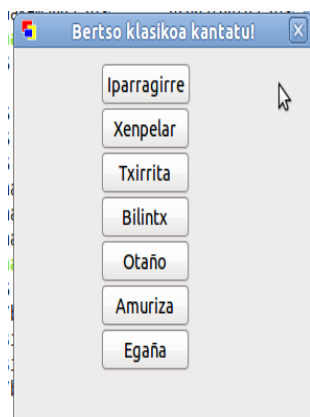 Bertso klasikoa kantatu!
Iparragirre
Xenpelar
Txirrita
Bilintx
Otaño
Amuriza
Egaña